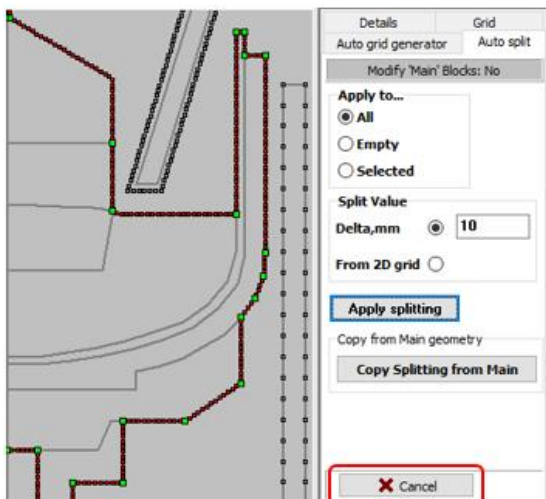 Details Grid
Auto grid generator Auto split
Modify 'Main' Blocks: No
Apply to...
All
Empty
Selected
Split Value
Delta,mm 10
From 2D grid
Apply splitting
Copy from Main geometry
Copy Splitting from Main
Cancel